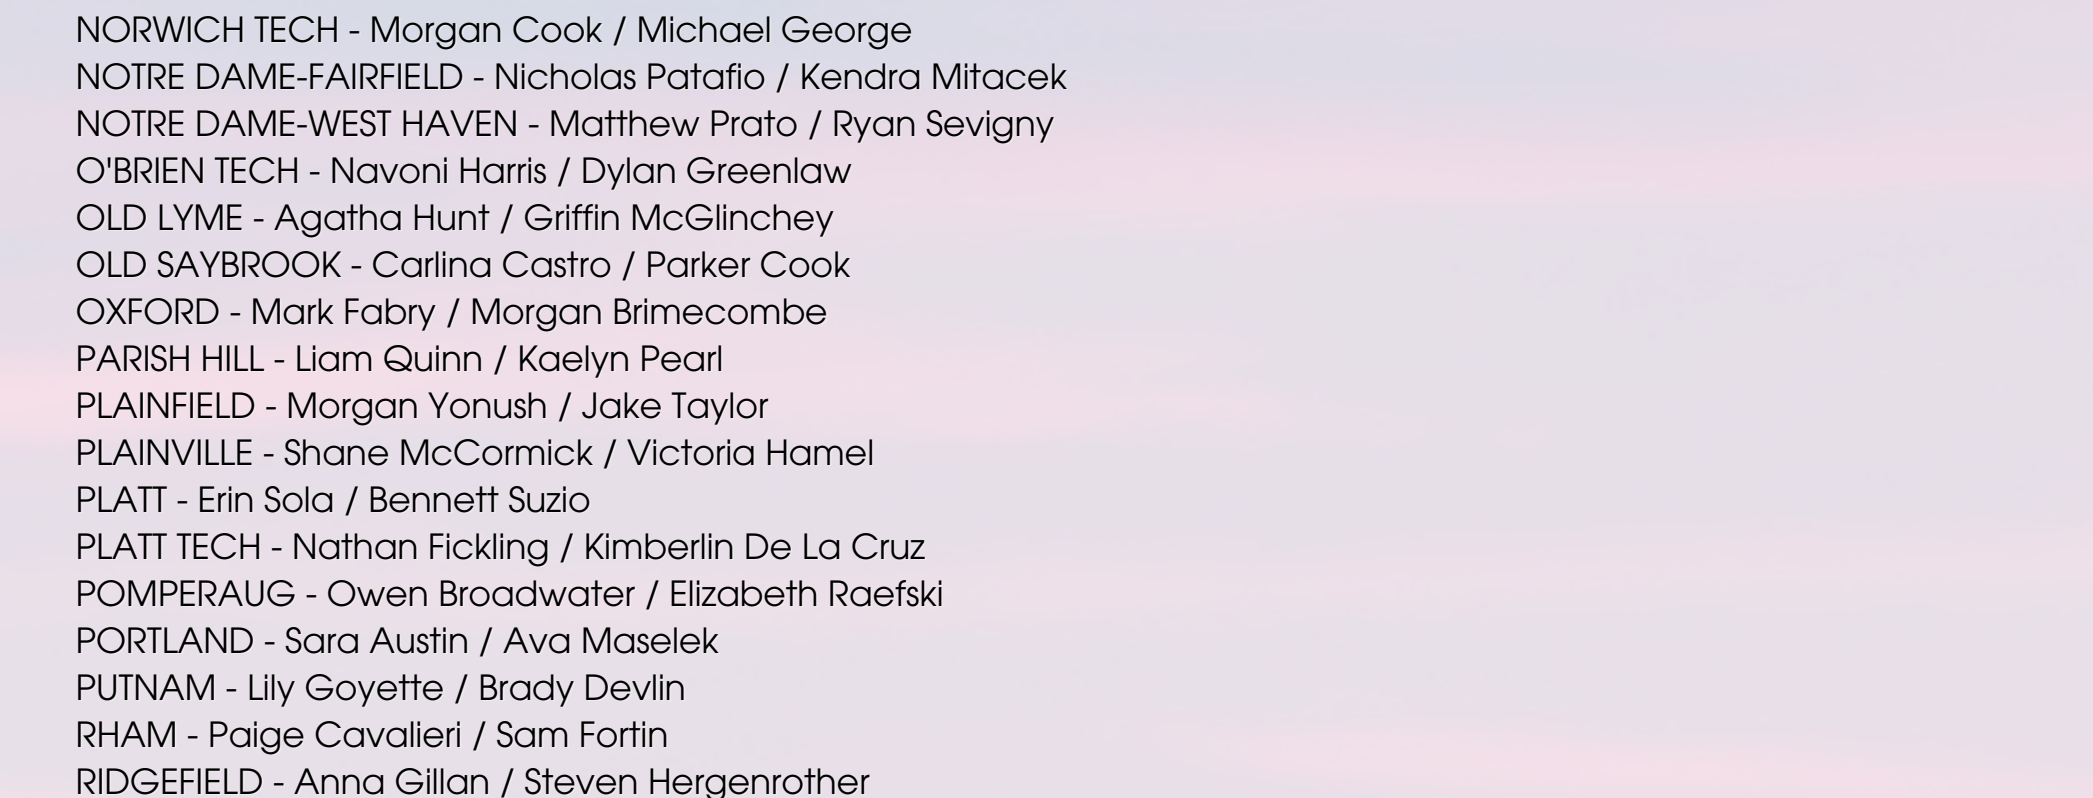 NORWICH TECH - Morgan Cook / Michael George
NOTRE DAME-FAIRFIELD - Nicholas Patafio / Kendra Mitacek
NOTRE DAME-WEST HAVEN - Matthew Prato / Ryan Sevigny
O'BRIEN TECH - Navoni Harris / Dylan Greenlaw
OLD LYME - Agatha Hunt / Griffin McGlinchey
OLD SAYBROOK - Carlina Castro / Parker Cook
OXFORD - Mark Fabry / Morgan Brimecombe
PARISH HILL - Liam Quinn / Kaelyn Pearl
PLAINFIELD - Morgan Yonush / Jake Taylor
PLAINVILLE - Shane McCormick / Victoria Hamel
PLATT - Erin Sola / Bennett Suzio
PLATT TECH - Nathan Fickling / Kimberlin De La Cruz
POMPERAUG - Owen Broadwater / Elizabeth Raefski
PORTLAND - Sara Austin / Ava Maselek
PUTNAM - Lily Goyette / Brady Devlin
RHAM - Paige Cavalieri / Sam Fortin
RIDGEFIELD - Anna Gillan / Steven Hergenrother